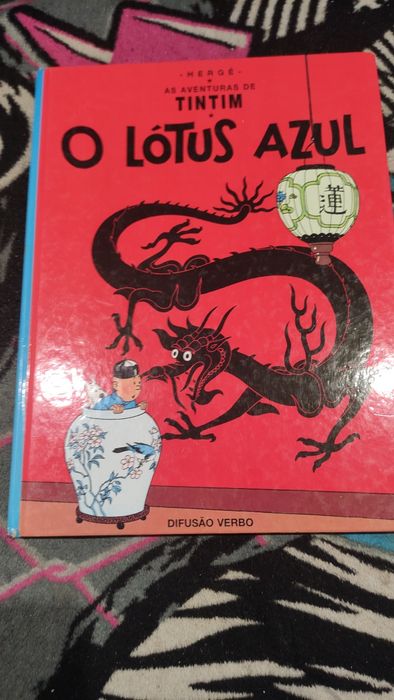 - HERGÉ -
AS AVENTURAS DE
TINTIM
O LÓTUS AZUL
蓮
DIFUSÃO VERBO